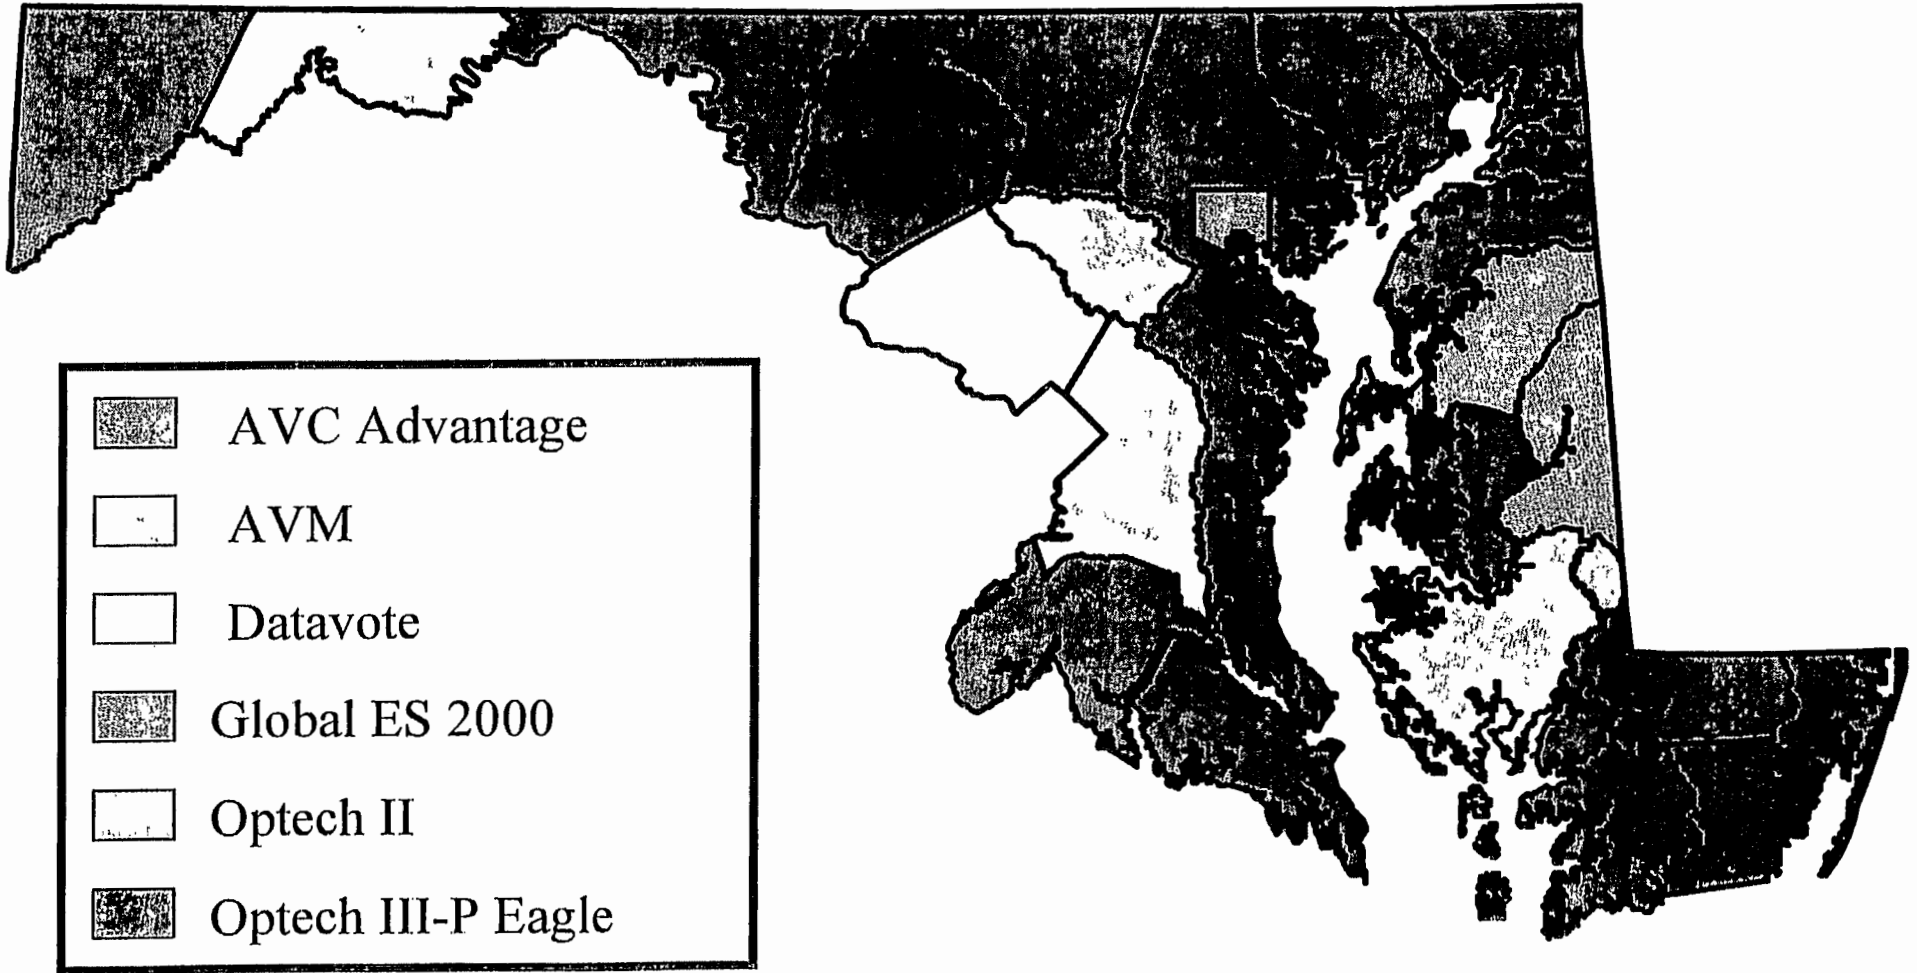 AVC Advantage
AVM
Datavote
Global ES 2000
Optech II
Optech III-P Eagle